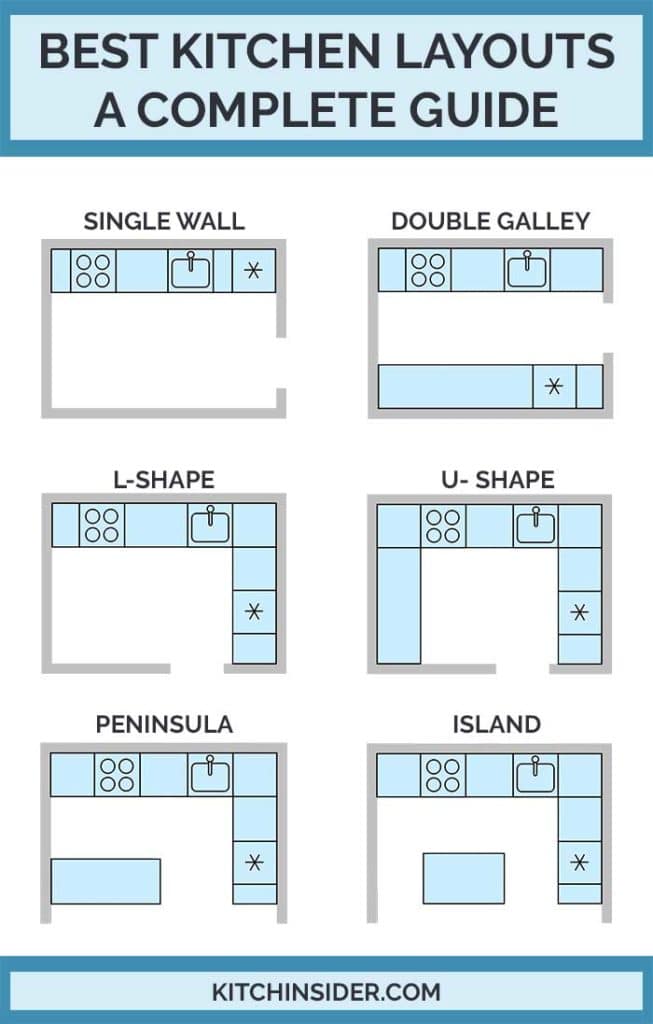 BEST KITCHEN LAYOUTS
A COMPLETE GUIDE
SINGLE WALL
DOUBLE GALLEY
L-SHAPE
U- SHAPE
PENINSULA
ISLAND
KITCHINSIDER.COM